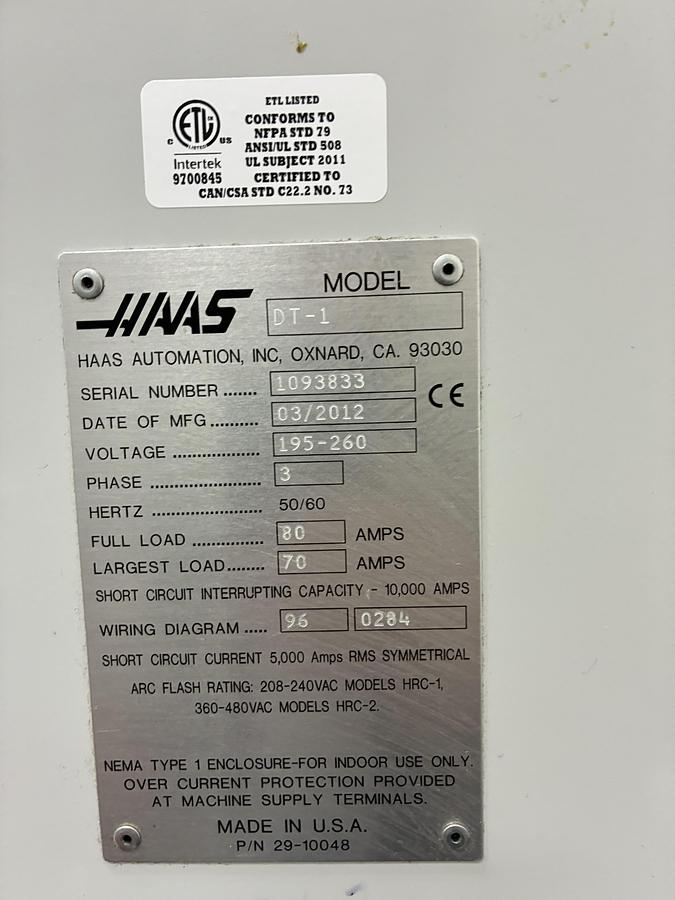 ETL LISTED
CONFORMS TO
NFPA STD 79
ANSI/UL STD 508
UL SUBJECT 2011
CERTIFIED TO
CAN/CSA STD C22.2 NO. 73
ETL
LISTED
C US
Intertek
9700845
MODEL
HAAS DT-1
HAAS AUTOMATION, INC, OXNARD, CA. 93030
SERIAL NUMBER ....... 1093833
CE
DATE OF MFG .......... 03/2012
VOLTAGE .................. 195-260
PHASE ....................... 3
HERTZ ....................... 50/60
FULL LOAD ............... 80 AMPS
LARGEST LOAD ........ 70 AMPS
SHORT CIRCUIT INTERRUPTING CAPACITY - 10,000 AMPS
WIRING DIAGRAM ..... 96 0284
SHORT CIRCUIT CURRENT 5,000 Amps RMS SYMMETRICAL
ARC FLASH RATING: 208-240VAC MODELS HRC-1,
360-480VAC MODELS HRC-2.
NEMA TYPE 1 ENCLOSURE-FOR INDOOR USE ONLY.
OVER CURRENT PROTECTION PROVIDED
AT MACHINE SUPPLY TERMINALS.
MADE IN U.S.A.
P/N 29-10048